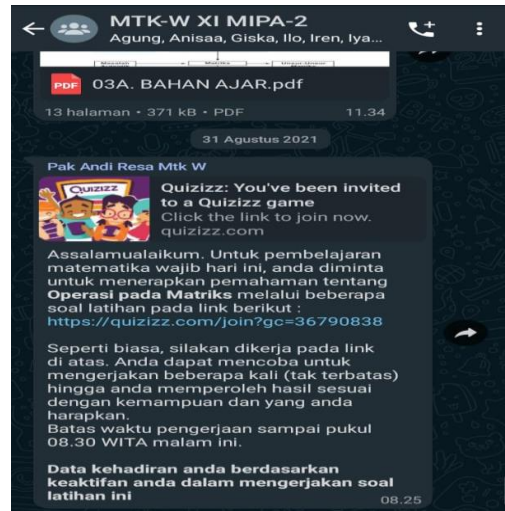 MTK-W XI MIPA-2
Agung, Anisaa, Giska, Ilo, Iren, Iya...
PDF 03A. BAHAN AJAR.pdf
13 halaman • 371 kB • PDF 11.34
31 Agustus 2021
Pak Andi Resa Mtk W
QUIZIZZ
Quizizz: You've been invited
to a Quizizz game
Click the link to join now.
quizizz.com
Assalamualaikum. Untuk pembelajaran
matematika wajib hari ini, anda diminta
untuk menerapkan pemahaman tentang
Operasi pada Matriks melalui beberapa
soal latihan pada link berikut :
https://quizizz.com/join?gc=36790838
Seperti biasa, silakan dikerja pada link
di atas. Anda dapat mencoba untuk
mengerjakan beberapa kali (tak terbatas)
hingga anda memperoleh hasil sesuai
dengan kemampuan dan yang anda
harapkan.
Batas waktu pengerjaan sampai pukul
08.30 WITA malam ini.
Data kehadiran anda berdasarkan
keaktifan anda dalam mengerjakan soal
latihan ini 08.25